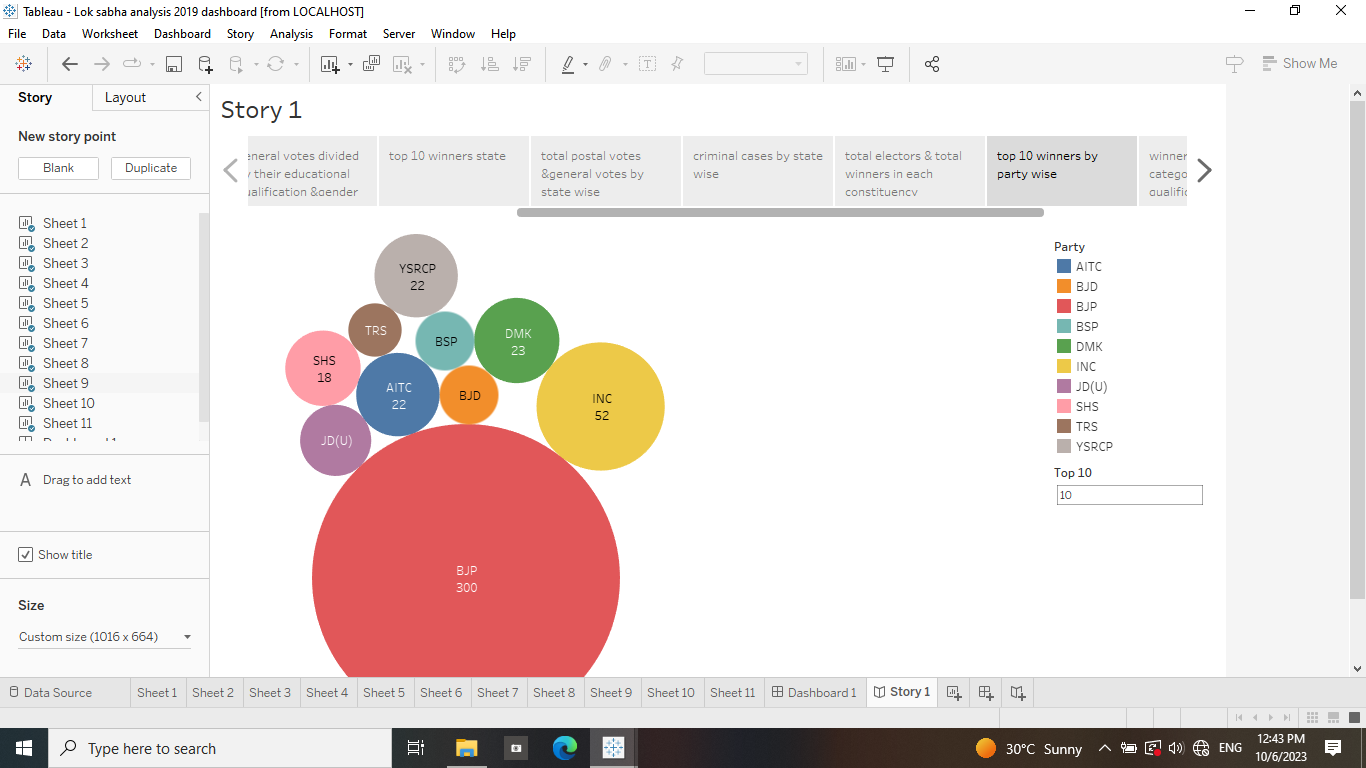 Tableau - Lok sabha analysis 2019 dashboard [from LOCALHOST]
File Data Worksheet Dashboard Story Analysis Format Server Window Help
Show Me
Story Layout
New story point
Blank Duplicate
Sheet 1
Sheet 2
Sheet 3
Sheet 4
Sheet 5
Sheet 6
Sheet 7
Sheet 8
Sheet 9
Sheet 10
Sheet 11
Dashboard 1
A Drag to add text
Show title
Size
Custom size (1016 x 664)
Story 1
eneral votes divided
y their educational
ualification &gender
top 10 winners state
total postal votes
&general votes by
state wise
criminal cases by state
wise
total electors & total
winners in each
constituency
top 10 winners by
party wise
winner
catego
qualific
YSRCP
22
TRS
BSP
DMK
23
SHS
18
AITC
22
BJD
INC
52
JD(U)
BJP
300
Party
AITC
BJD
BJP
BSP
DMK
INC
JD(U)
SHS
TRS
YSRCP
Top 10
10
Data Source Sheet 1 Sheet 2 Sheet 3 Sheet 4 Sheet 5 Sheet 6 Sheet 7 Sheet 8 Sheet 9 Sheet 10 Sheet 11 Dashboard 1 Story 1
Type here to search
30°C Sunny
ENG
12:43 PM
10/6/2023